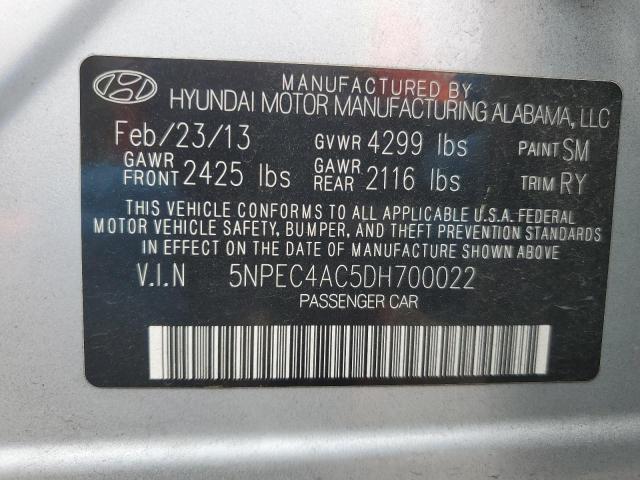 MANUFACTURED BY
HYUNDAI MOTOR MANUFACTURING ALABAMA, LLC
Feb/23/13 GVWR 4299 lbs PAINT SM
GAWR FRONT 2425 lbs GAWR REAR 2116 lbs TRIM RY
THIS VEHICLE CONFORMS TO ALL APPLICABLE U.S.A. FEDERAL
MOTOR VEHICLE SAFETY, BUMPER, AND THEFT PREVENTION STANDARDS
IN EFFECT ON THE DATE OF MANUFACTURE SHOWN ABOVE
V.I.N 5NPEC4AC5DH700022
PASSENGER CAR